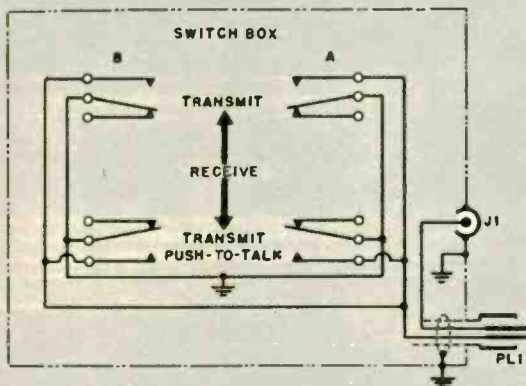 SWITCH BOX
B
A
TRANSMIT
RECEIVE
TRANSMIT
PUSH-TO-TALK
J1
PL1